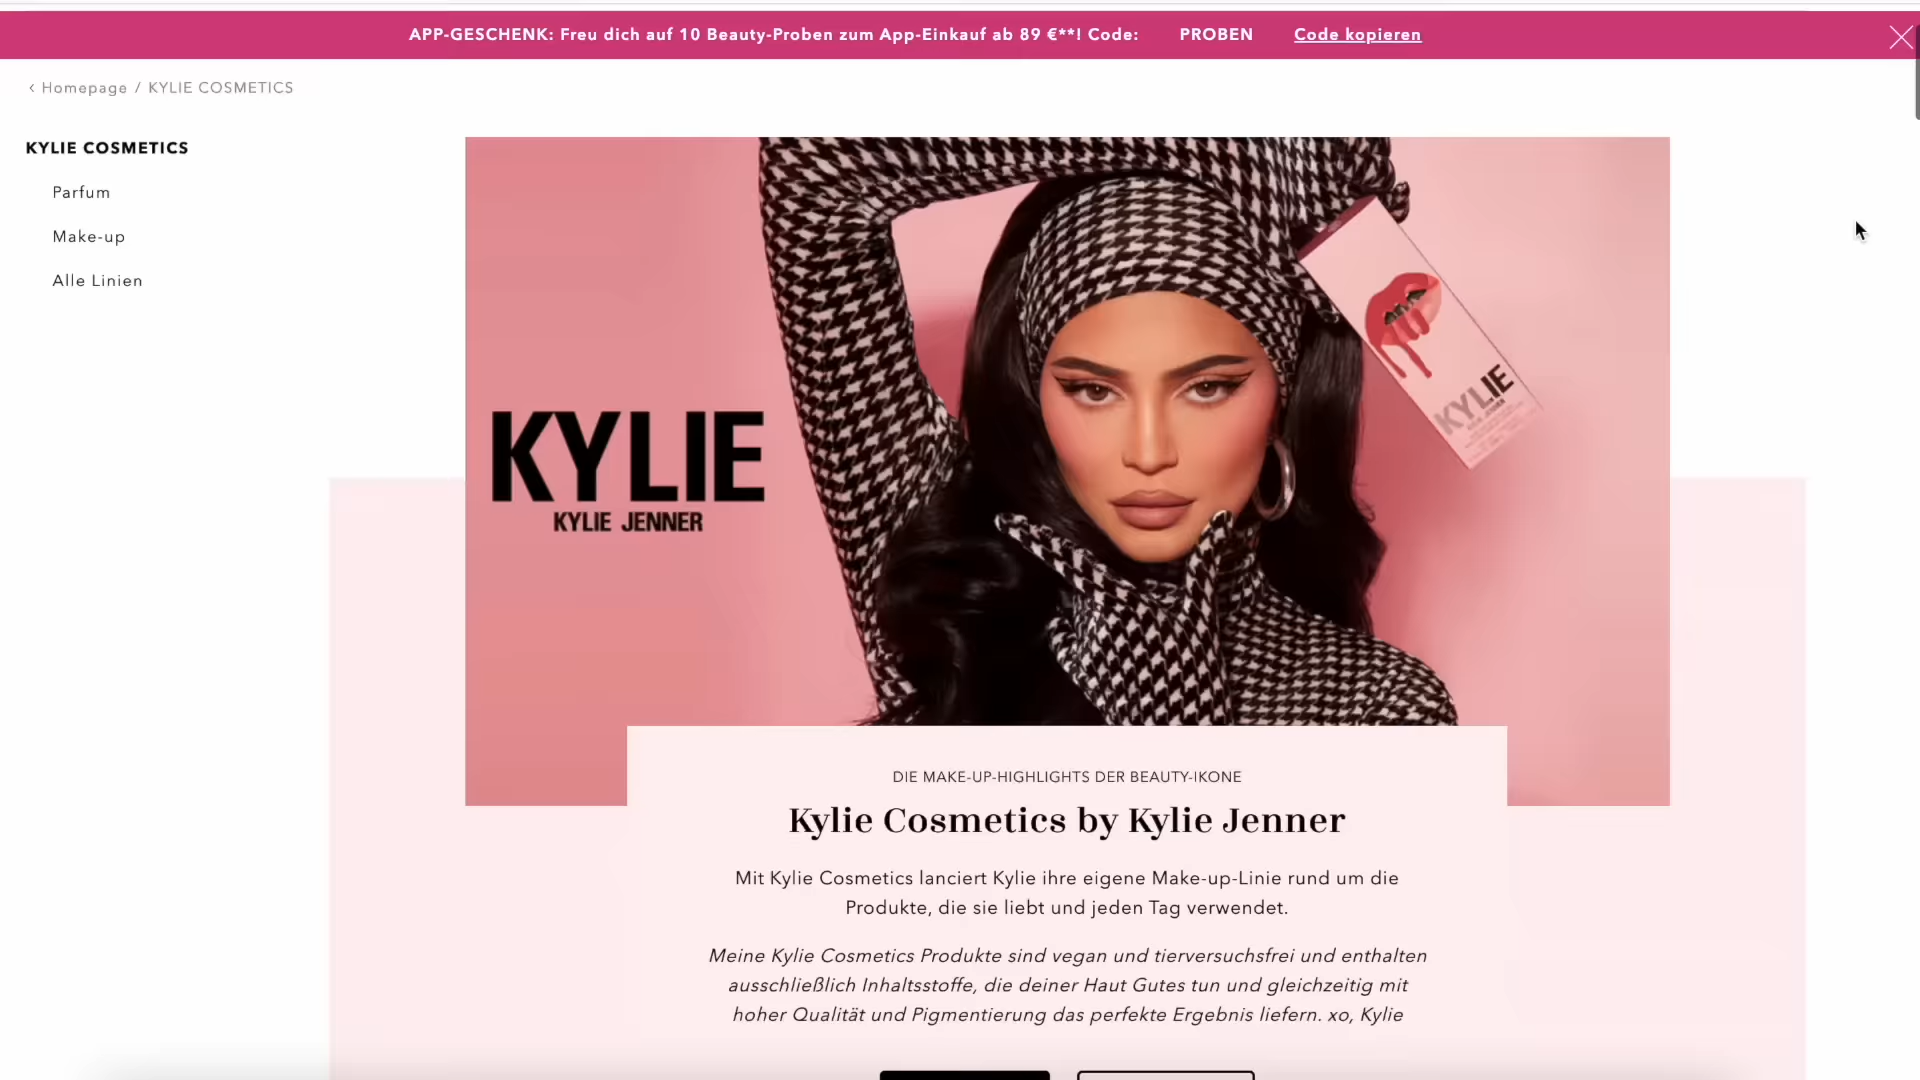 APP-GESCHENK: Freu dich auf 10 Beauty-Proben zum App-Einkauf ab 89 €**! Code: PROBEN Code kopieren
‹ Homepage / KYLIE COSMETICS
KYLIE COSMETICS
Parfum
Make-up
Alle Linien
KYLIE
KYLIE JENNER
KYLIE
DIE MAKE-UP-HIGHLIGHTS DER BEAUTY-IKONE
Kylie Cosmetics by Kylie Jenner
Mit Kylie Cosmetics lanciert Kylie ihre eigene Make-up-Linie rund um die
Produkte, die sie liebt und jeden Tag verwendet.
Meine Kylie Cosmetics Produkte sind vegan und tierversuchsfrei und enthalten
ausschließlich Inhaltsstoffe, die deiner Haut Gutes tun und gleichzeitig mit
hoher Qualität und Pigmentierung das perfekte Ergebnis liefern. xo, Kylie